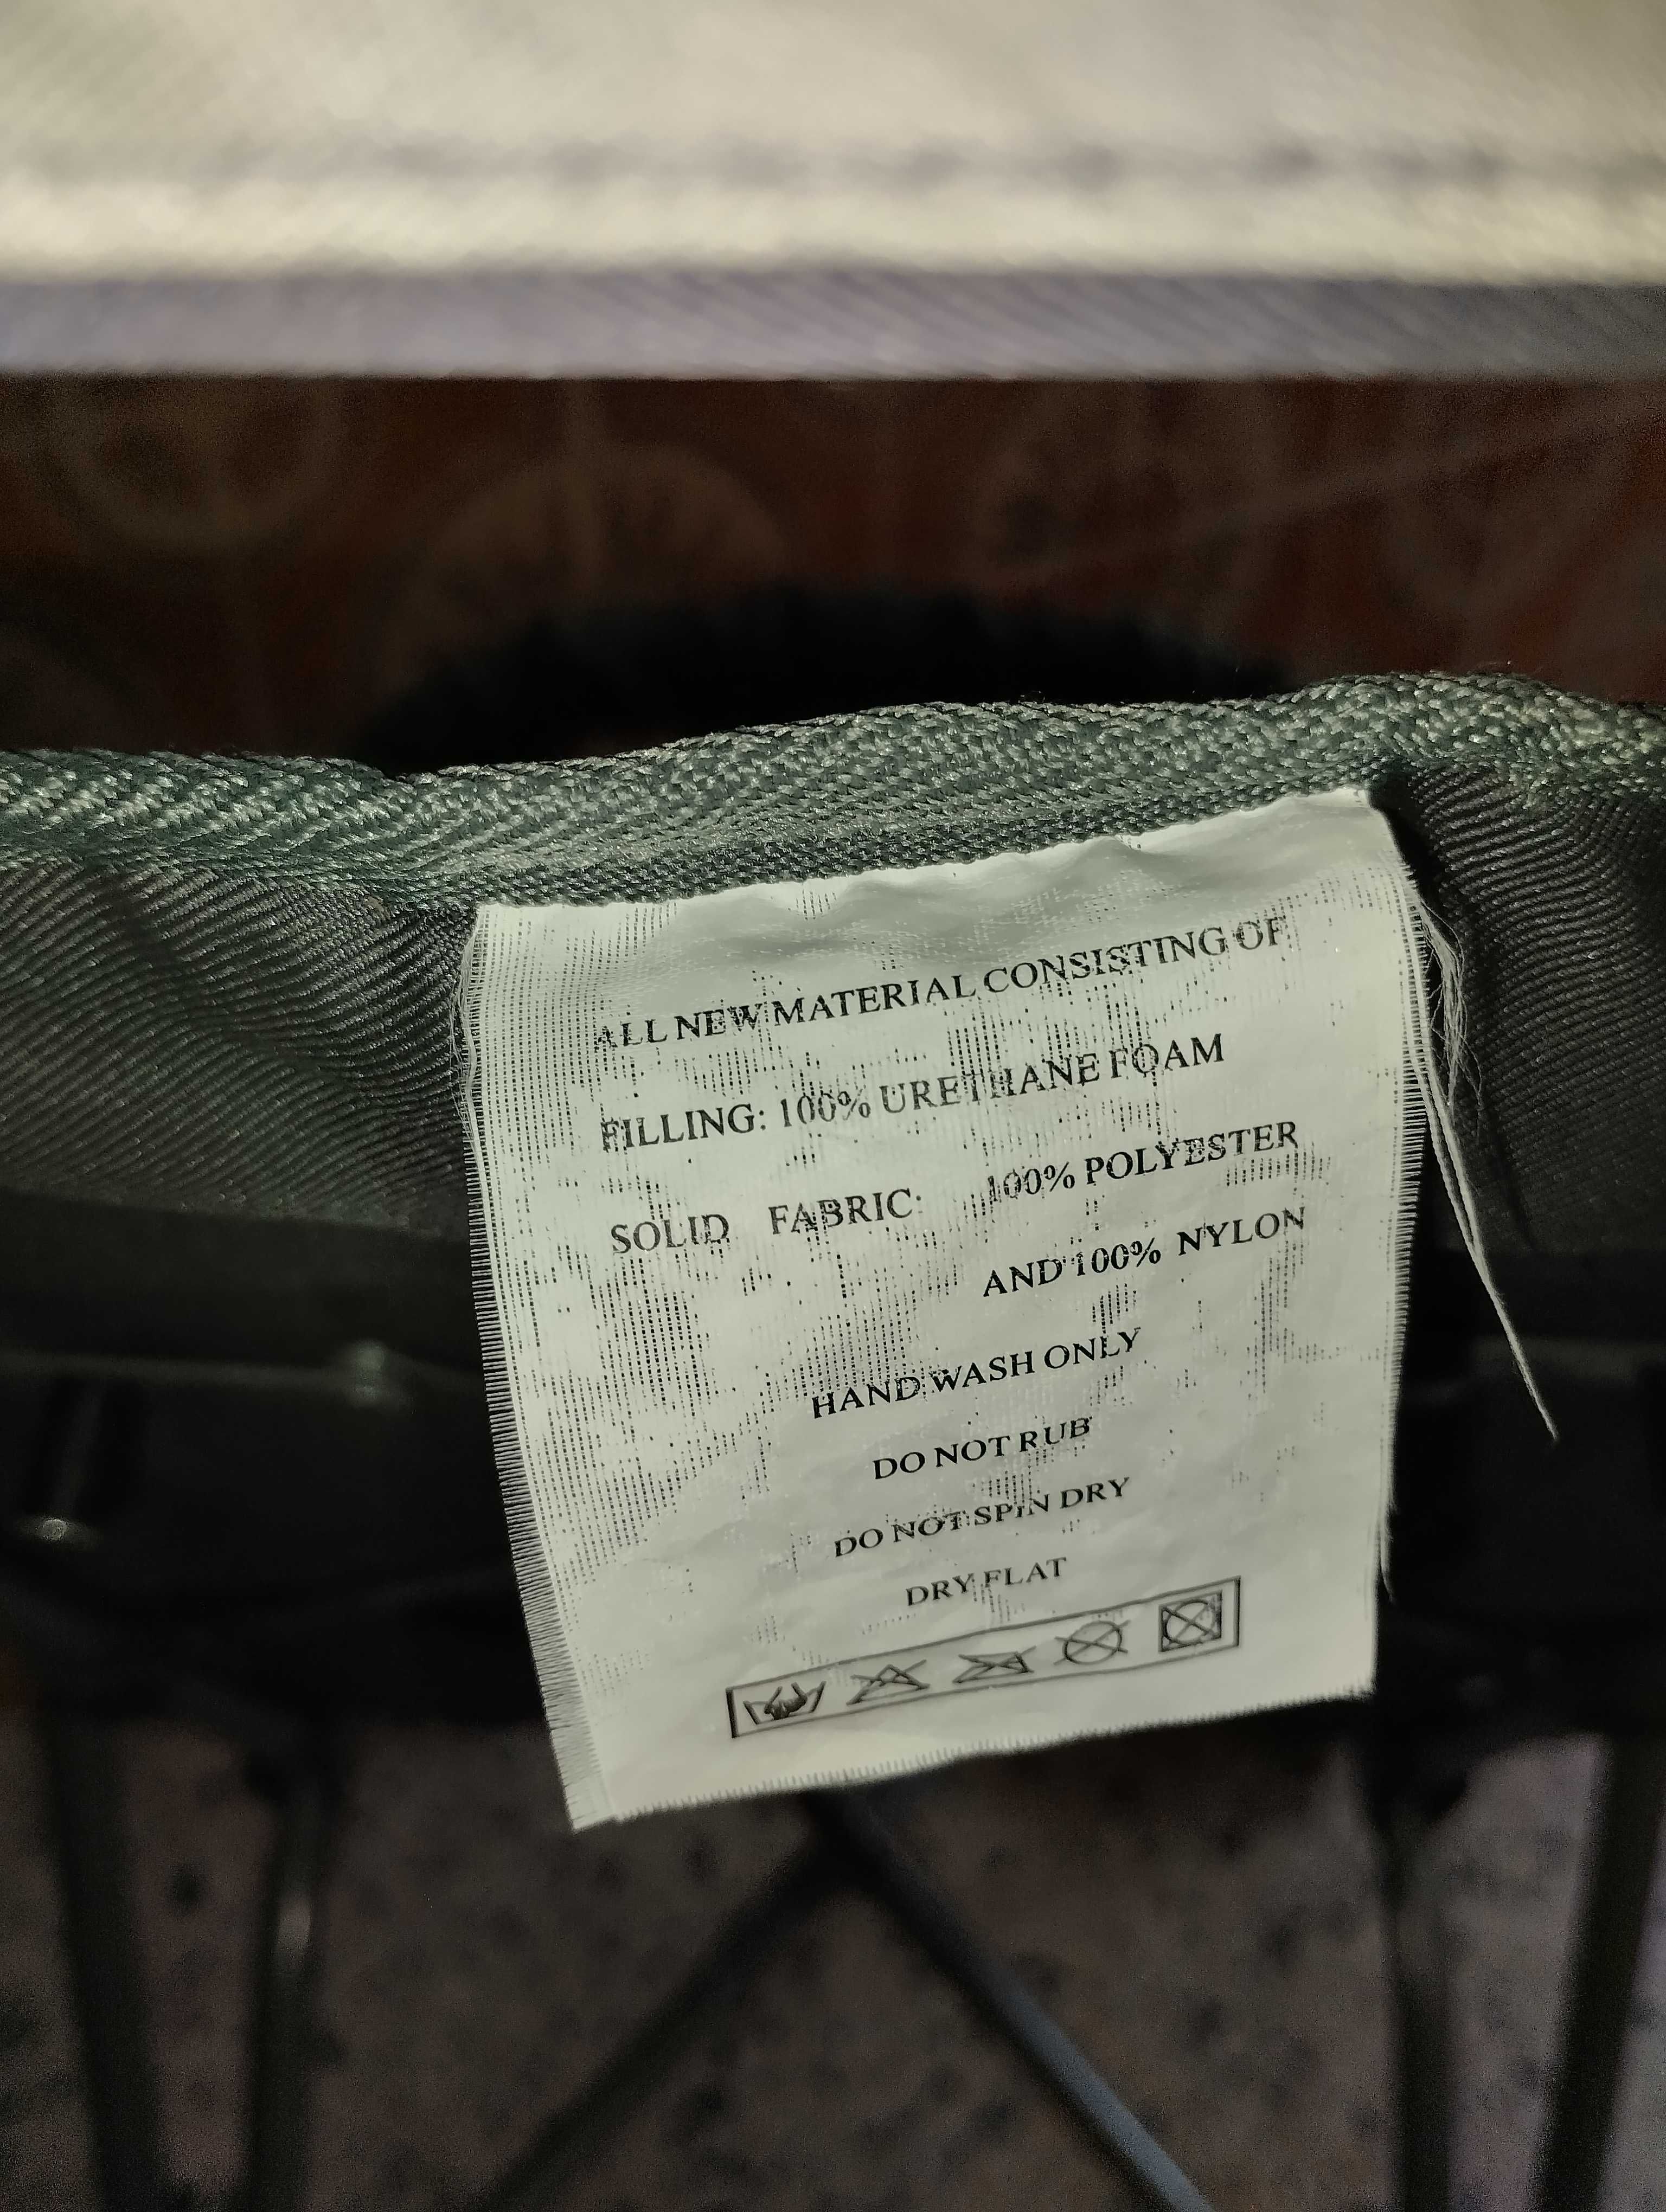 ALL NEW MATERIAL CONSISTING OF
FILLING: 100% URETHANE FOAM
SOLID FABRIC: 100% POLYESTER
AND 100% NYLON
HAND WASH ONLY
DO NOT RUB
DO NOT SPIN DRY
DRY FLAT